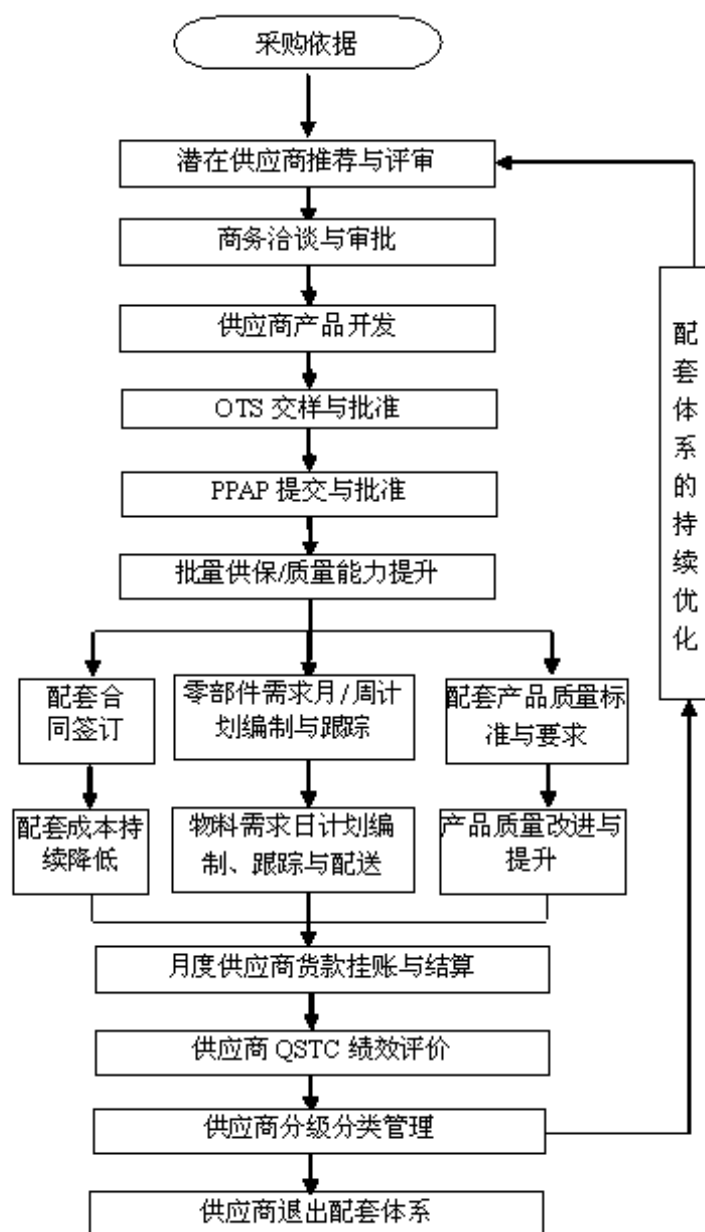 采购依据
潜在供应商推荐与评审
商务洽谈与审批
供应商产品开发
OTS 交样与批准
PPAP 提交与批准
批量供保/质量能力提升
配套合
同签订
零部件需求月/周计
划编制与跟踪
配套产品质量标
准与要求
配套成本持
续降低
物料需求日计划编
制、跟踪与配送
产品质量改进与
提升
月度供应商货款挂账与结算
供应商 QSTC 绩效评价
供应商分级分类管理
供应商退出配套体系
配套体系的持续优化